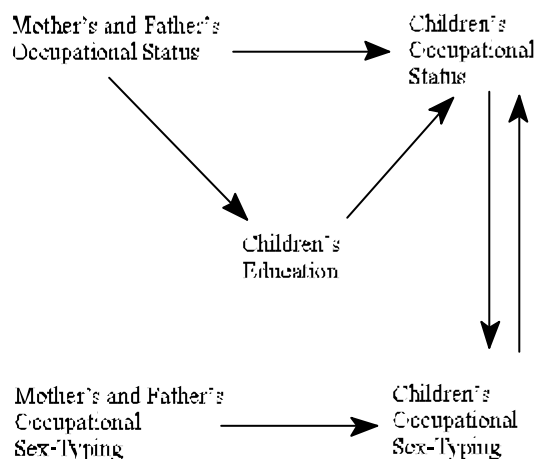 Mother's and Father's
Occupational Status
Children's
Occupational
Status
Children's
Education
Mother's and Father's
Occupational
Sex-Typing
Children's
Occupational
Sex-Typing